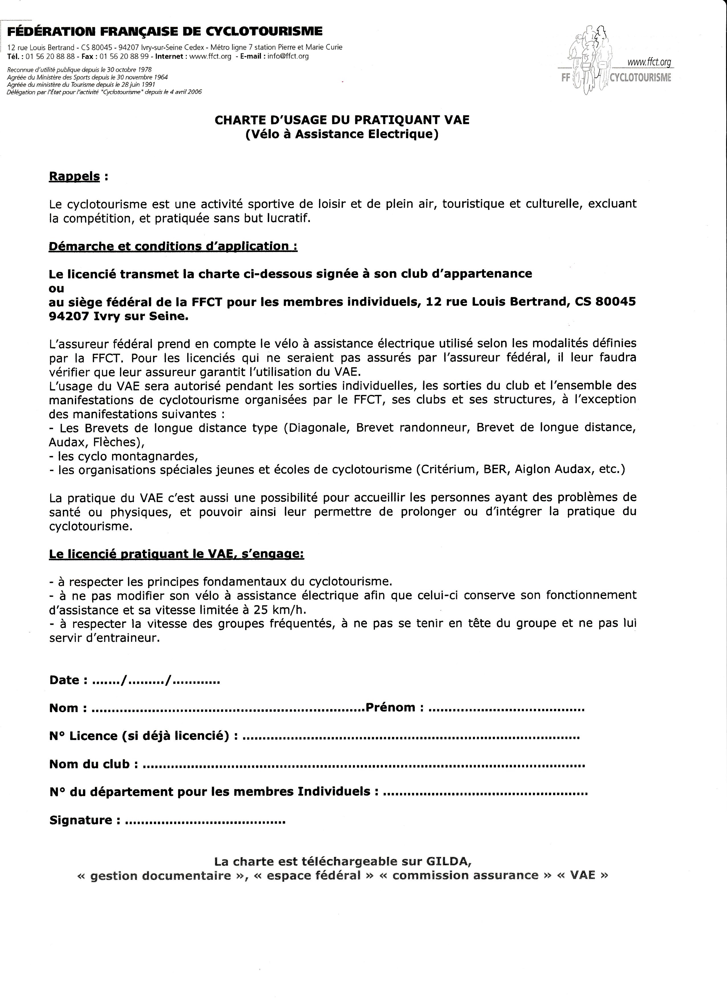 FÉDÉRATION FRANÇAISE DE CYCLOTOURISME
12 rue Louis Bertrand - CS 80045 - 94207 Ivry-sur-Seine Cedex - Métro ligne 7 station Pierre et Marie Curie
Tél. : 01 56 20 88 88 - Fax : 01 56 20 88 99 - Internet : www.ffct.org - E-mail : info@ffct.org
Reconnue d'utilité publique depuis le 30 octobre 1978
Agréée du Ministère des Sports depuis le 30 novembre 1964
Agréée du ministère du Tourisme depuis le 28 juin 1991
Délégation par l'État pour l'activité "Cyclotourisme" depuis le 4 avril 2006
www.ffct.org
FF CYCLOTOURISME
CHARTE D'USAGE DU PRATIQUANT VAE
(Vélo à Assistance Electrique)
Rappels :
Le cyclotourisme est une activité sportive de loisir et de plein air, touristique et culturelle, excluant
la compétition, et pratiquée sans but lucratif.
Démarche et conditions d'application :
Le licencié transmet la charte ci-dessous signée à son club d'appartenance
ou
au siège fédéral de la FFCT pour les membres individuels, 12 rue Louis Bertrand, CS 80045
94207 Ivry sur Seine.
L'assureur fédéral prend en compte le vélo à assistance électrique utilisé selon les modalités définies
par la FFCT. Pour les licenciés qui ne seraient pas assurés par l'assureur fédéral, il leur faudra
vérifier que leur assureur garantit l'utilisation du VAE.
L'usage du VAE sera autorisé pendant les sorties individuelles, les sorties du club et l'ensemble des
manifestations de cyclotourisme organisées par le FFCT, ses clubs et ses structures, à l'exception
des manifestations suivantes :
- Les Brevets de longue distance type (Diagonale, Brevet randonneur, Brevet de longue distance,
Audax, Flèches),
- les cyclo montagnardes,
- les organisations spéciales jeunes et écoles de cyclotourisme (Critérium, BER, Aiglon Audax, etc.)
La pratique du VAE c'est aussi une possibilité pour accueillir les personnes ayant des problèmes de
santé ou physiques, et pouvoir ainsi leur permettre de prolonger ou d'intégrer la pratique du
cyclotourisme.
Le licencié pratiquant le VAE, s'engage:
- à respecter les principes fondamentaux du cyclotourisme.
- à ne pas modifier son vélo à assistance électrique afin que celui-ci conserve son fonctionnement
d'assistance et sa vitesse limitée à 25 km/h.
- à respecter la vitesse des groupes fréquentés, à ne pas se tenir en tête du groupe et ne pas lui
servir d'entraineur.
Date : ......./........./............
Nom : ....................................................................Prénom : .......................................
N° Licence (si déjà licencié) : ....................................................................................
Nom du club : ..............................................................................................................
N° du département pour les membres Individuels : ...................................................
Signature : ........................................
La charte est téléchargeable sur GILDA,
« gestion documentaire », « espace fédéral » « commission assurance » « VAE »